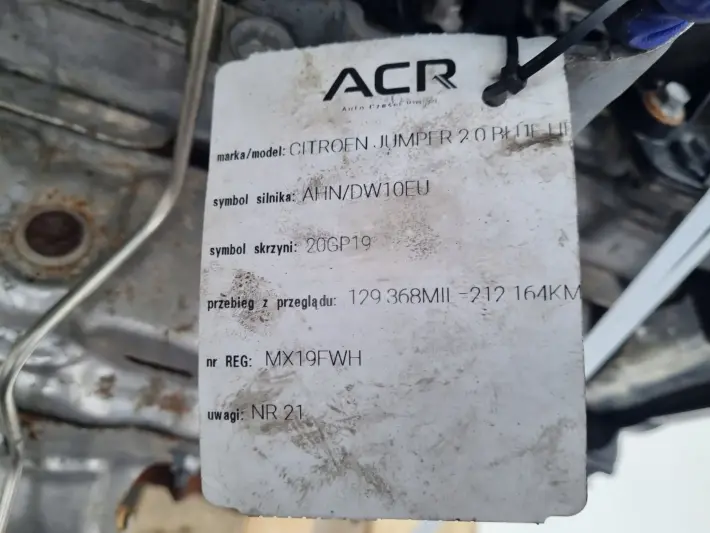 ACR
marka/model: CITROEN JUMPER 2.0 BLUE
symbol silnika: AHN/DW10EU
symbol skrzyni: 20GP19
przebieg z przeglądu: 129 368MIL-212 164KM
nr REG: MX19FWH
uwagi: NR 21